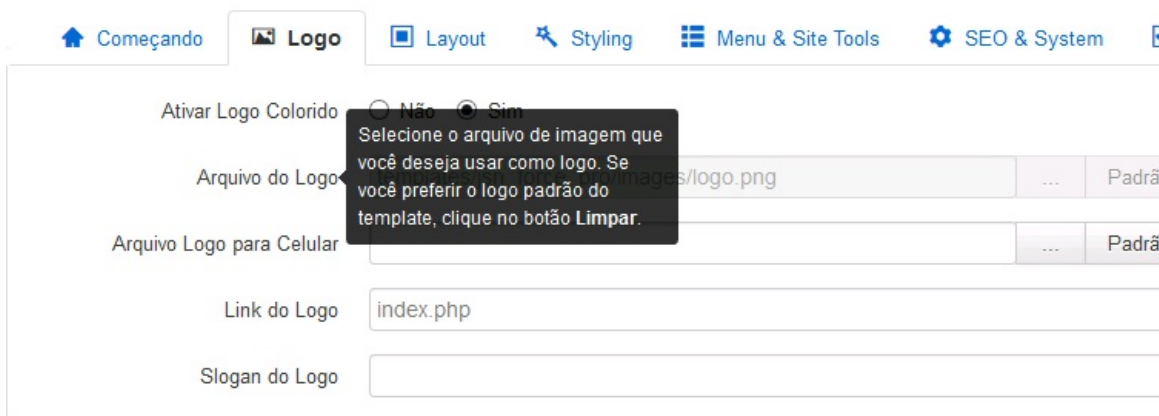 Começando Logo Layout Styling Menu & Site Tools SEO & System
Ativar Logo Colorido Não Sim
Selecione o arquivo de imagem que
você deseja usar como logo. Se
você preferir o logo padrão do
template, clique no botão Limpar.
Arquivo do Logo templates/jsn_force_pro/images/logo.png ... Padrã
Arquivo Logo para Celular ... Padrã
Link do Logo index.php
Slogan do Logo